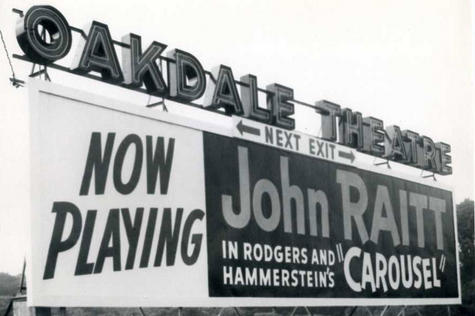 OAKDALE THEATRE
NEXT EXIT
NOW
PLAYING
John RAITT
IN RODGERS AND
HAMMERSTEIN'S
"CAROUSEL"